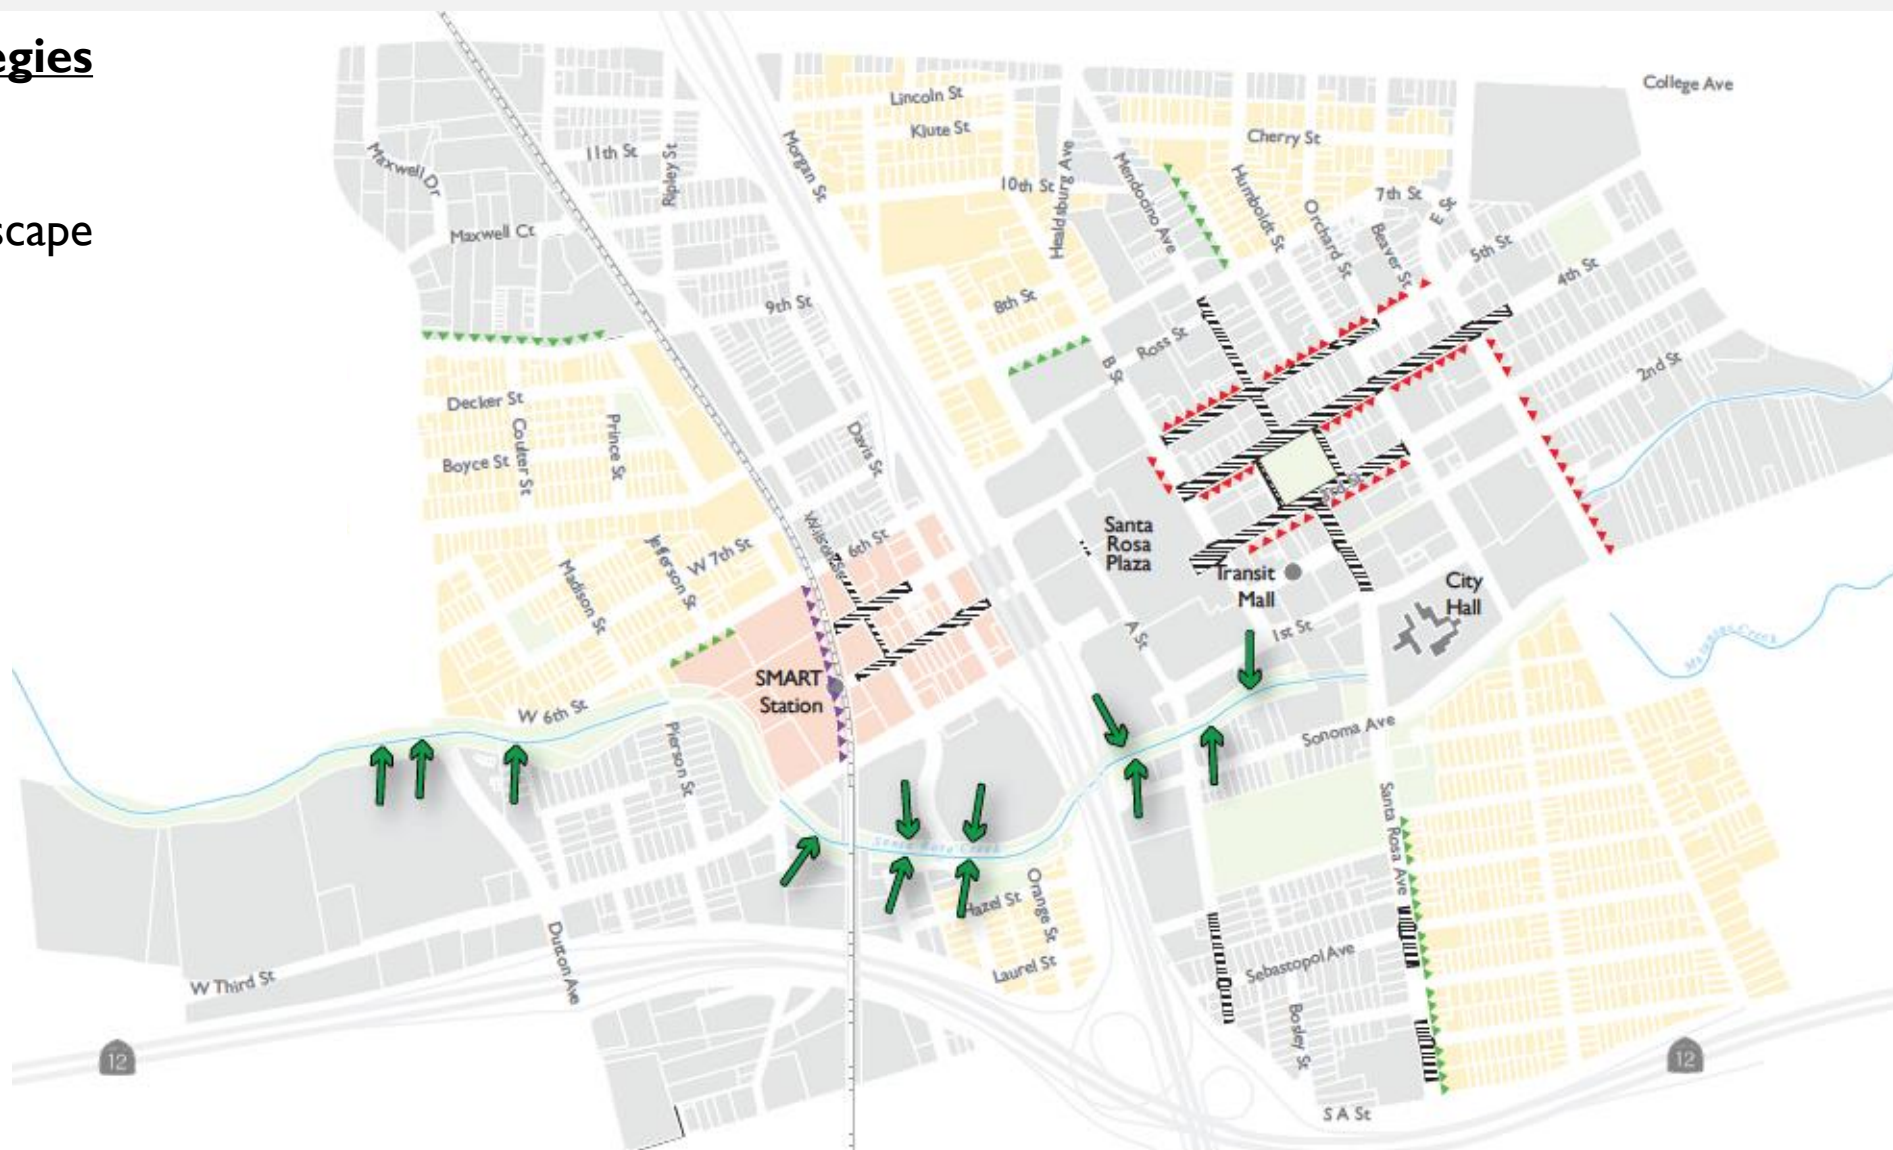 egies
scape
College Ave
Lincoln St
Klute St
Cherry St
Morgan St
11th St
Ripley St
Maxwell Dr
Maxwell Ct
10th St
Healdsburg Ave
Mendocino Ave
Humboldt St
Orchard St
7th St
E St
Beaver St
5th St
4th St
9th St
8th St
Ross St
B St
2nd St
Decker St
Coulter St
Prince St
Boyce St
Davis St
3rd St
Wilson St
6th St
W 7th St
Jefferson St
Madison St
Santa
Rosa
Plaza
Transit
Mall
City
Hall
A St
1st St
SMART
Station
W 6th St
Pierson St
Sonoma Ave
Santa Rosa Ave
Santa Rosa Creek
Hazel St
Orange St
Laurel St
Sebastopol Ave
Bosley St
W Third St
Dutton Ave
12
12
S A St